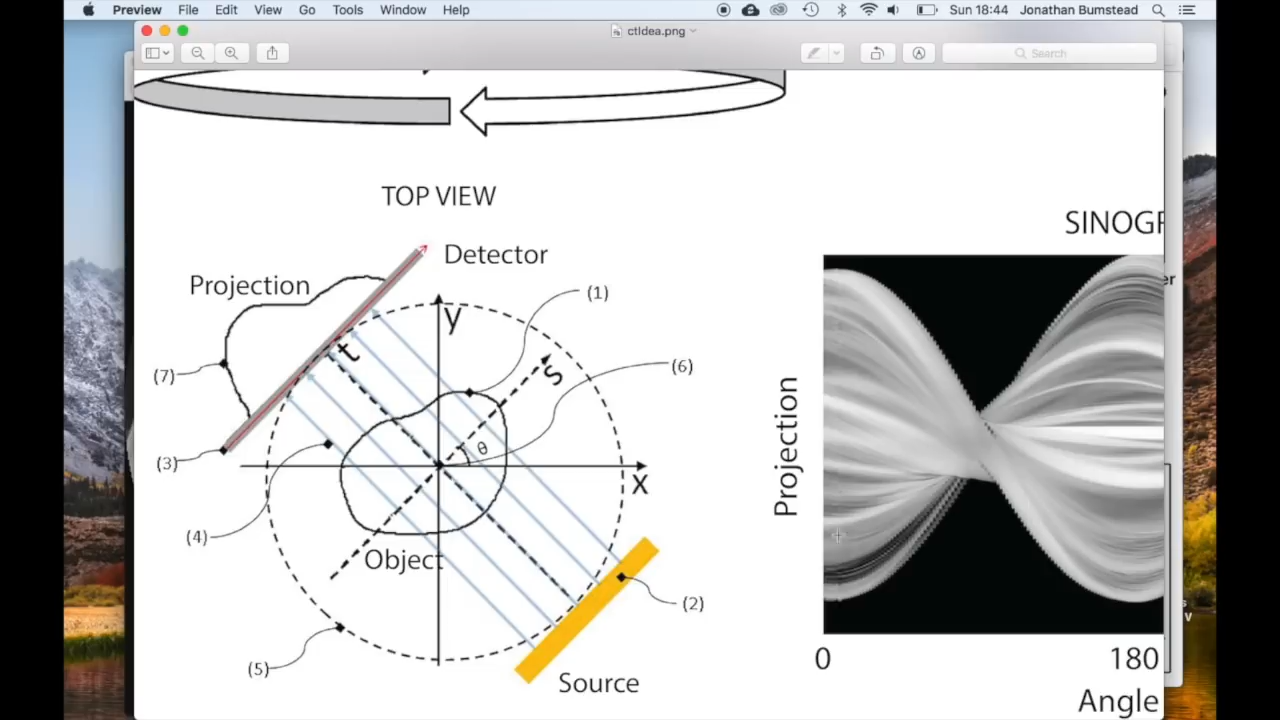 Preview File Edit View Go Tools Window Help Sun 18:44 Jonathan Bumstead
ctIdea.png
Search
TOP VIEW
SINOGR
Detector
Projection
(1)
y
t
s
(6)
(7)
θ
(3)
x
Projection
(4)
Object
(2)
(5)
Source
0 180
Angle
er
s
V